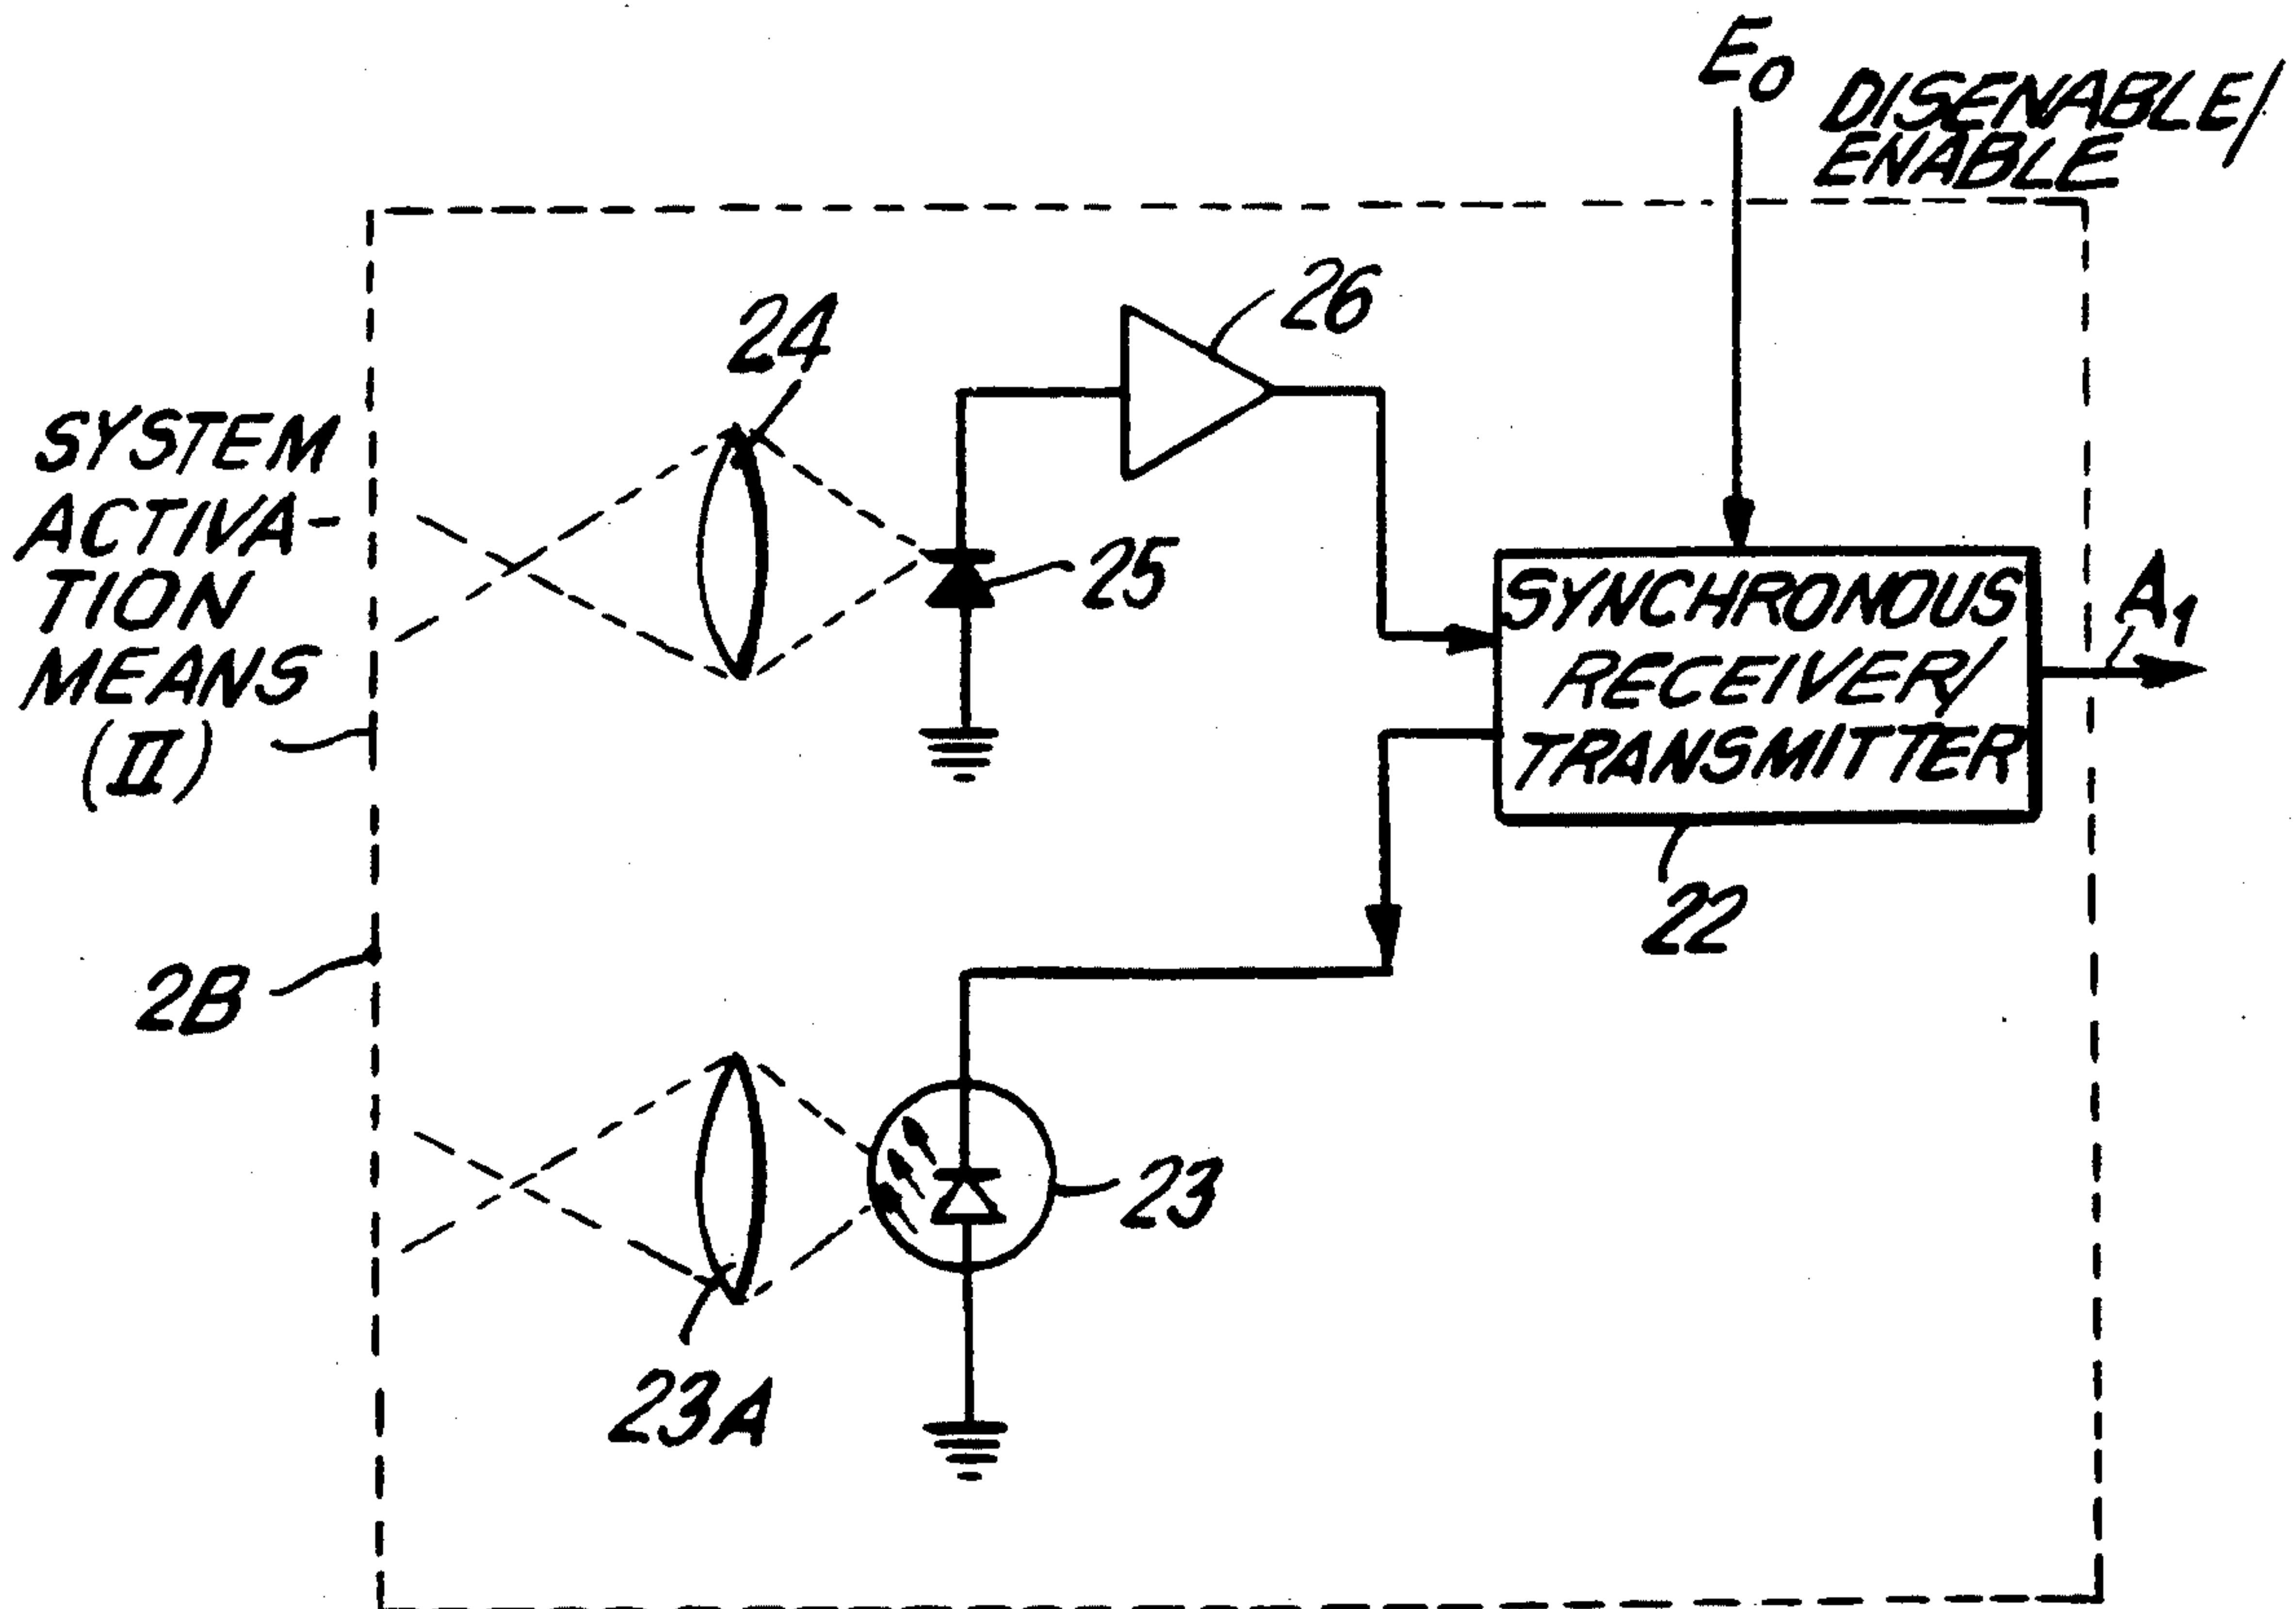 E0
DISENABLE/
ENABLE
26
24
SYSTEM
ACTIVA-
TION
MEANS
(II)
25
SYNCHRONOUS
RECEIVER/
TRANSMITTER
A1
22
2B
23
23A